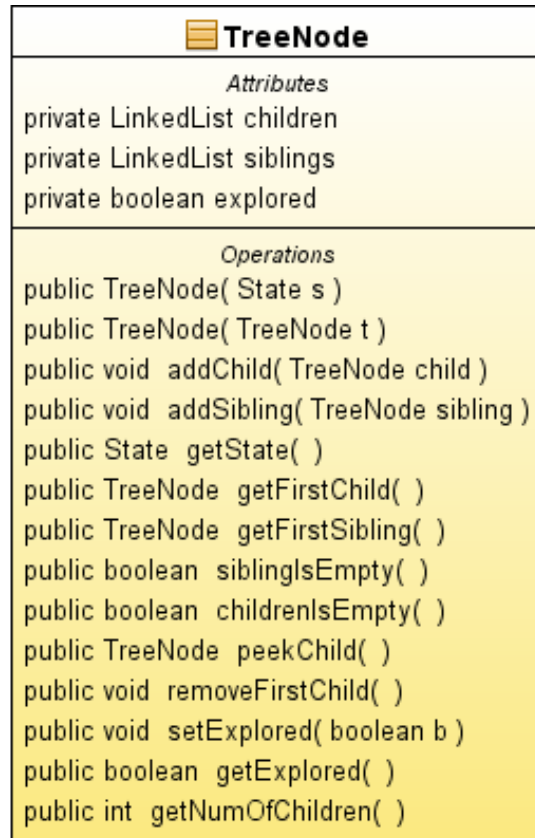 TreeNode
Attributes
private LinkedList children
private LinkedList siblings
private boolean explored
Operations
public TreeNode( State s )
public TreeNode( TreeNode t )
public void addChild( TreeNode child )
public void addSibling( TreeNode sibling )
public State getState( )
public TreeNode getFirstChild( )
public TreeNode getFirstSibling( )
public boolean siblingIsEmpty( )
public boolean childrenIsEmpty( )
public TreeNode peekChild( )
public void removeFirstChild( )
public void setExplored( boolean b )
public boolean getExplored( )
public int getNumOfChildren( )